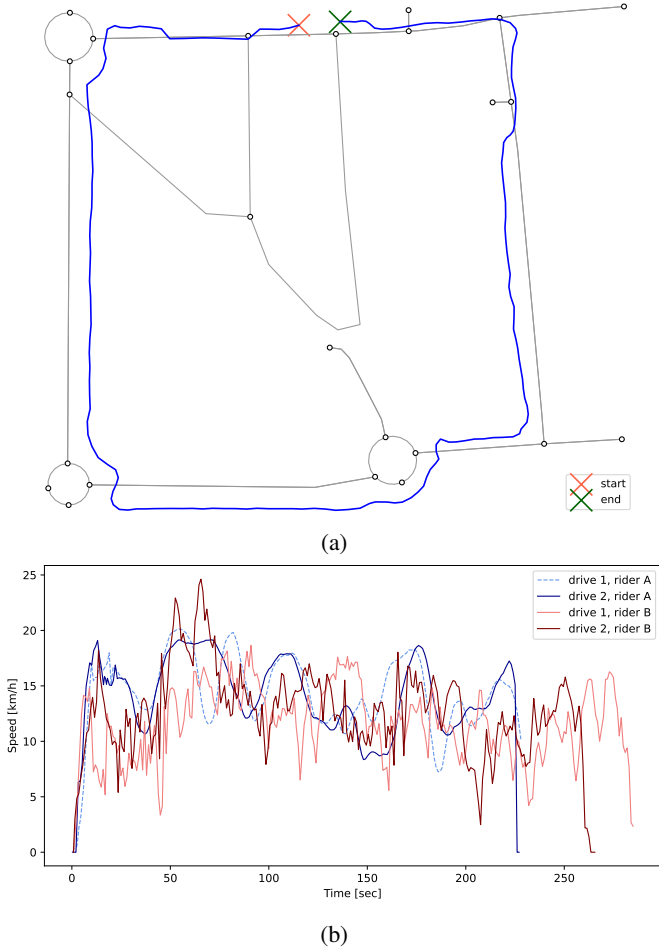 start
end
(a)
25
20
15
10
5
0
Speed [km/h]
drive 1, rider A
drive 2, rider A
drive 1, rider B
drive 2, rider B
0 50 100 150 200 250
Time [sec]
(b)